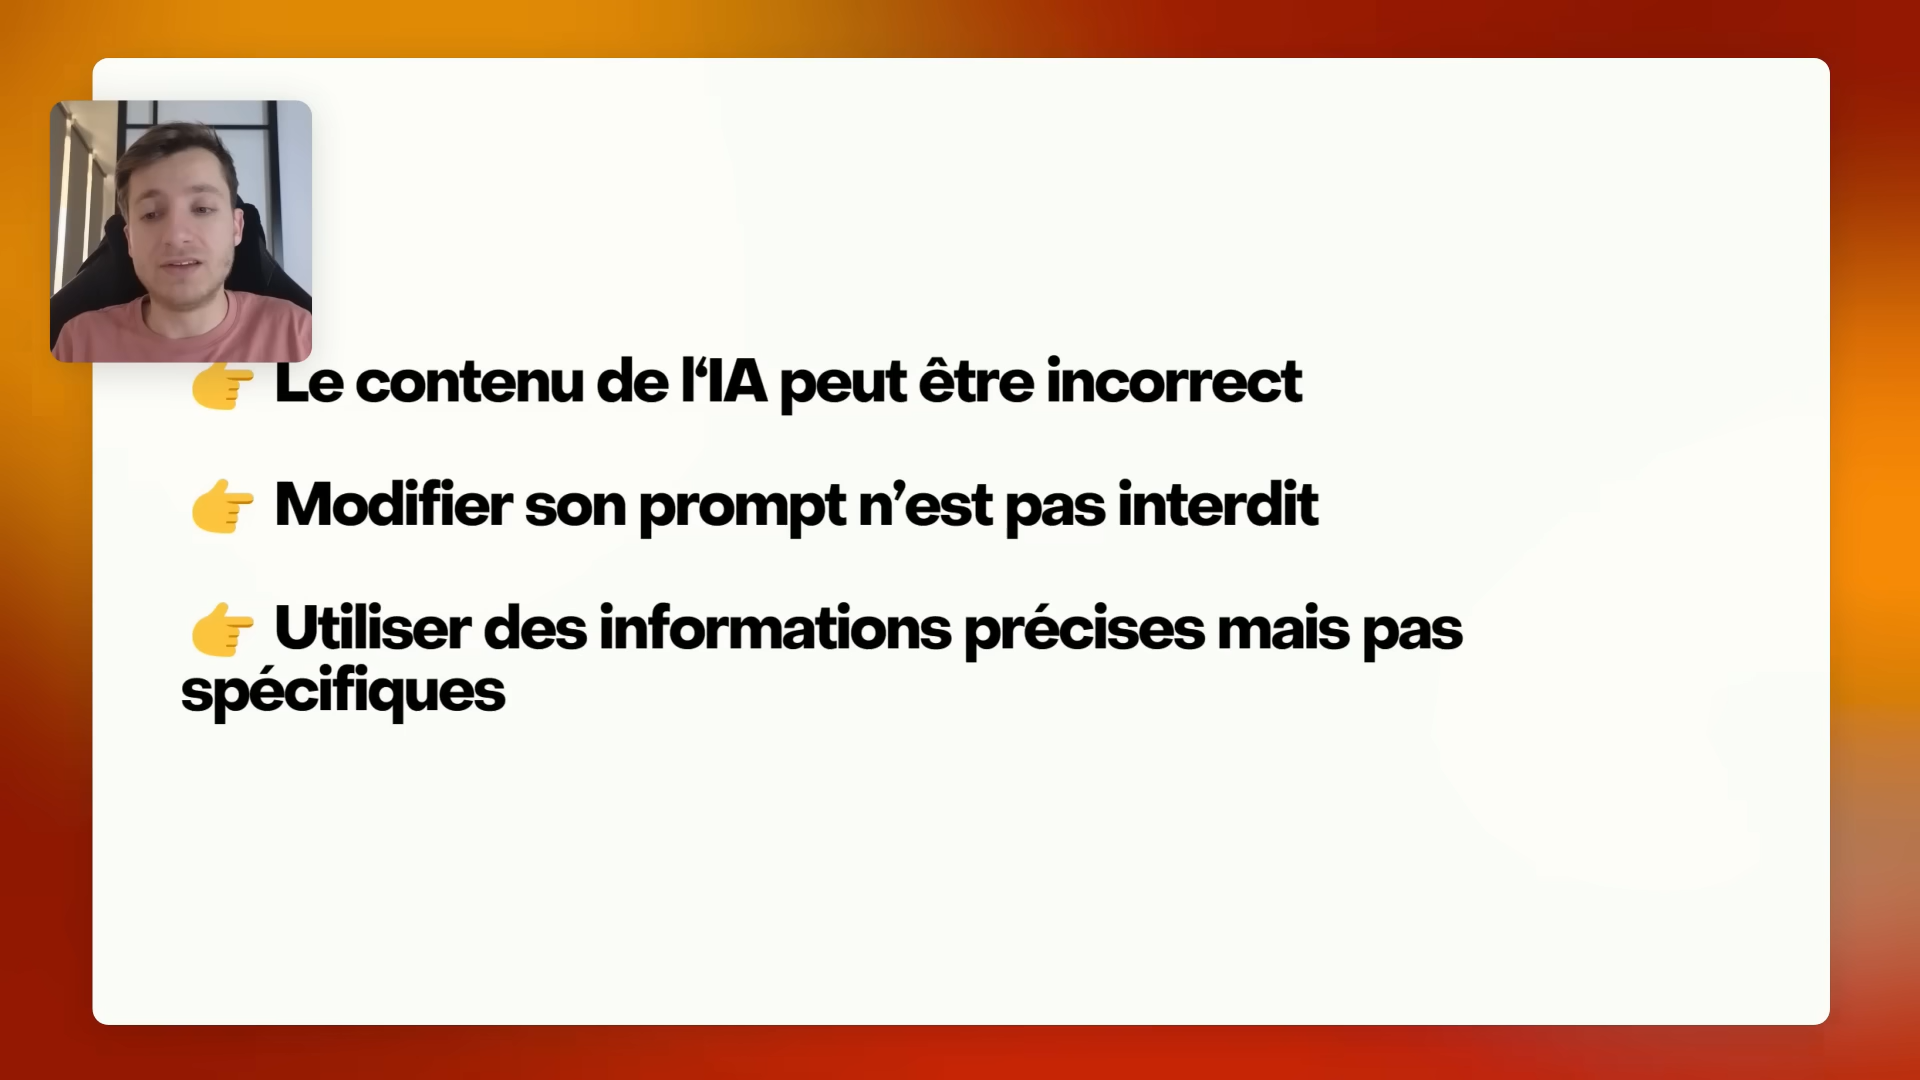 👉 Le contenu de l‘IA peut être incorrect
👉 Modifier son prompt n’est pas interdit
👉 Utiliser des informations précises mais pas
spécifiques